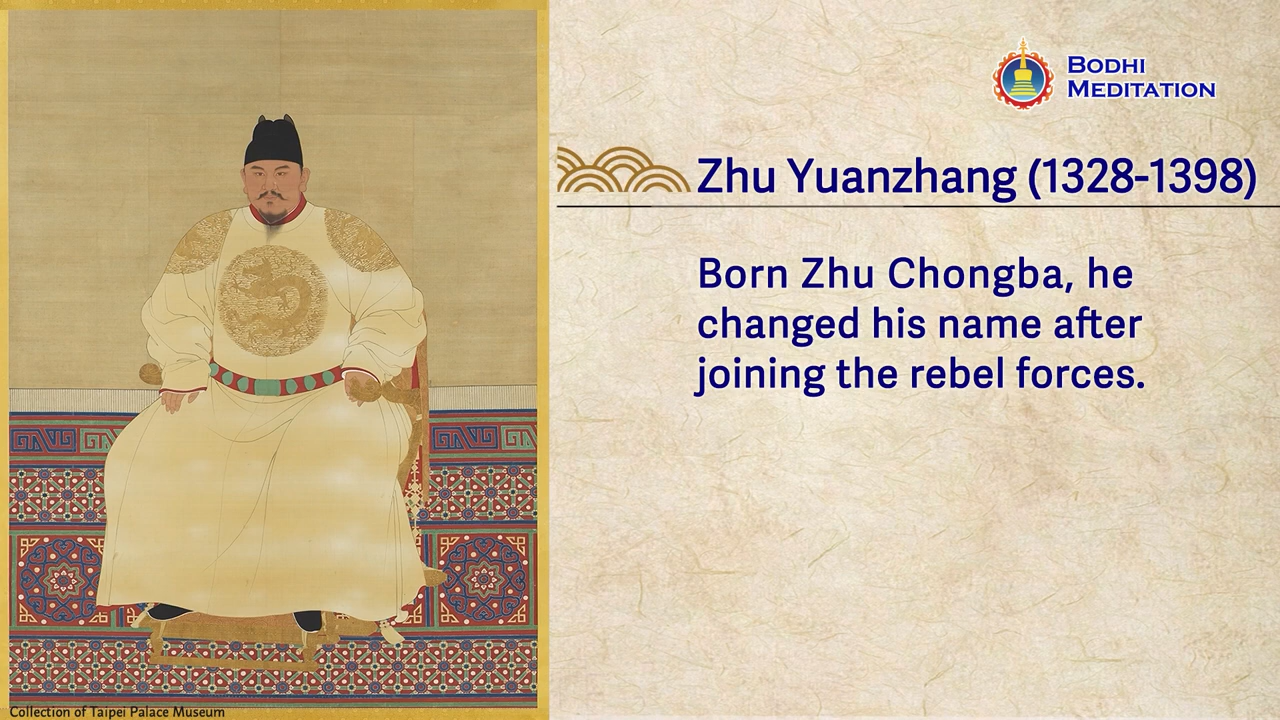 BODHI
MEDITATION
Zhu Yuanzhang (1328-1398)
Born Zhu Chongba, he
changed his name after
joining the rebel forces.
Collection of Taipei Palace Museum